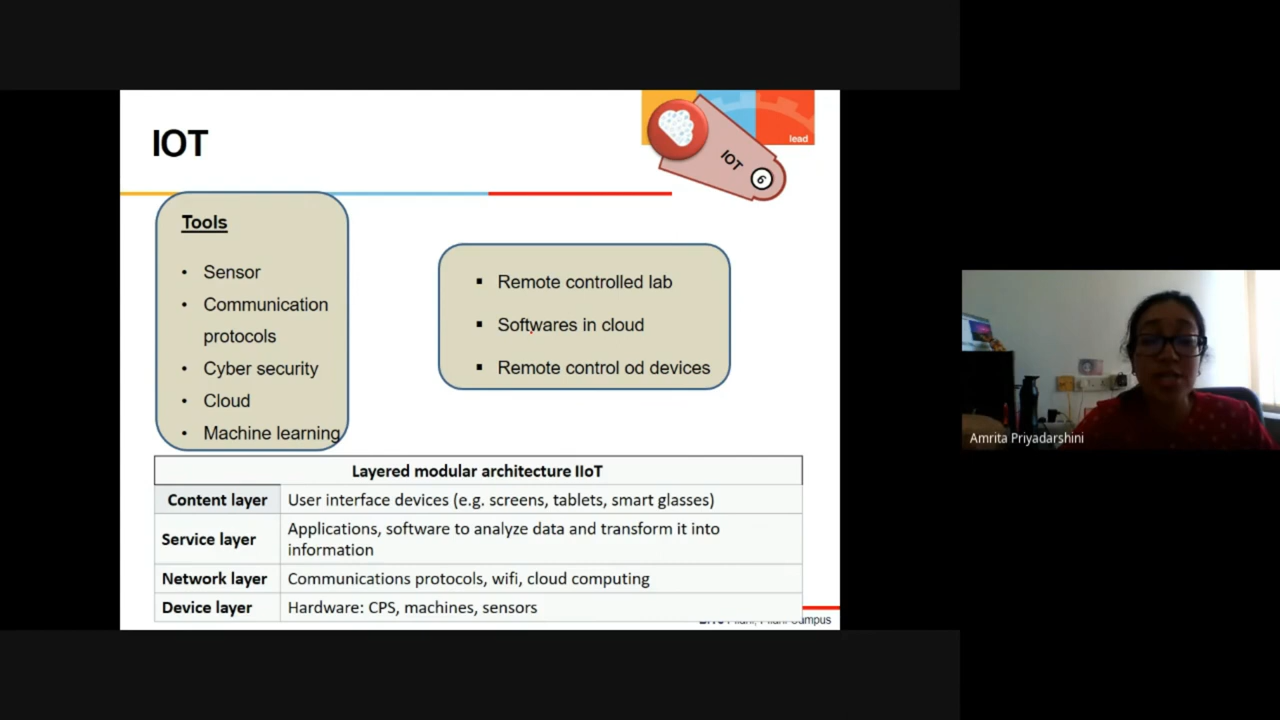 lead
IOT
IOT
6
Tools
• Sensor
• Communication
protocols
• Cyber security
• Cloud
• Machine learning
▪ Remote controlled lab
▪ Softwares in cloud
▪ Remote control od devices
Layered modular architecture IIoT
Content layer User interface devices (e.g. screens, tablets, smart glasses)
Service layer Applications, software to analyze data and transform it into
information
Network layer Communications protocols, wifi, cloud computing
Device layer Hardware: CPS, machines, sensors
Campus
Amrita Priyadarshini